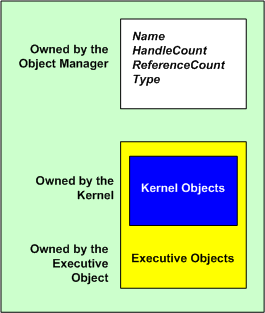 Owned by the
Object Manager
Name
HandleCount
ReferenceCount
Type
Owned by the
Kernel
Kernel Objects
Owned by the
Executive
Object
Executive Objects